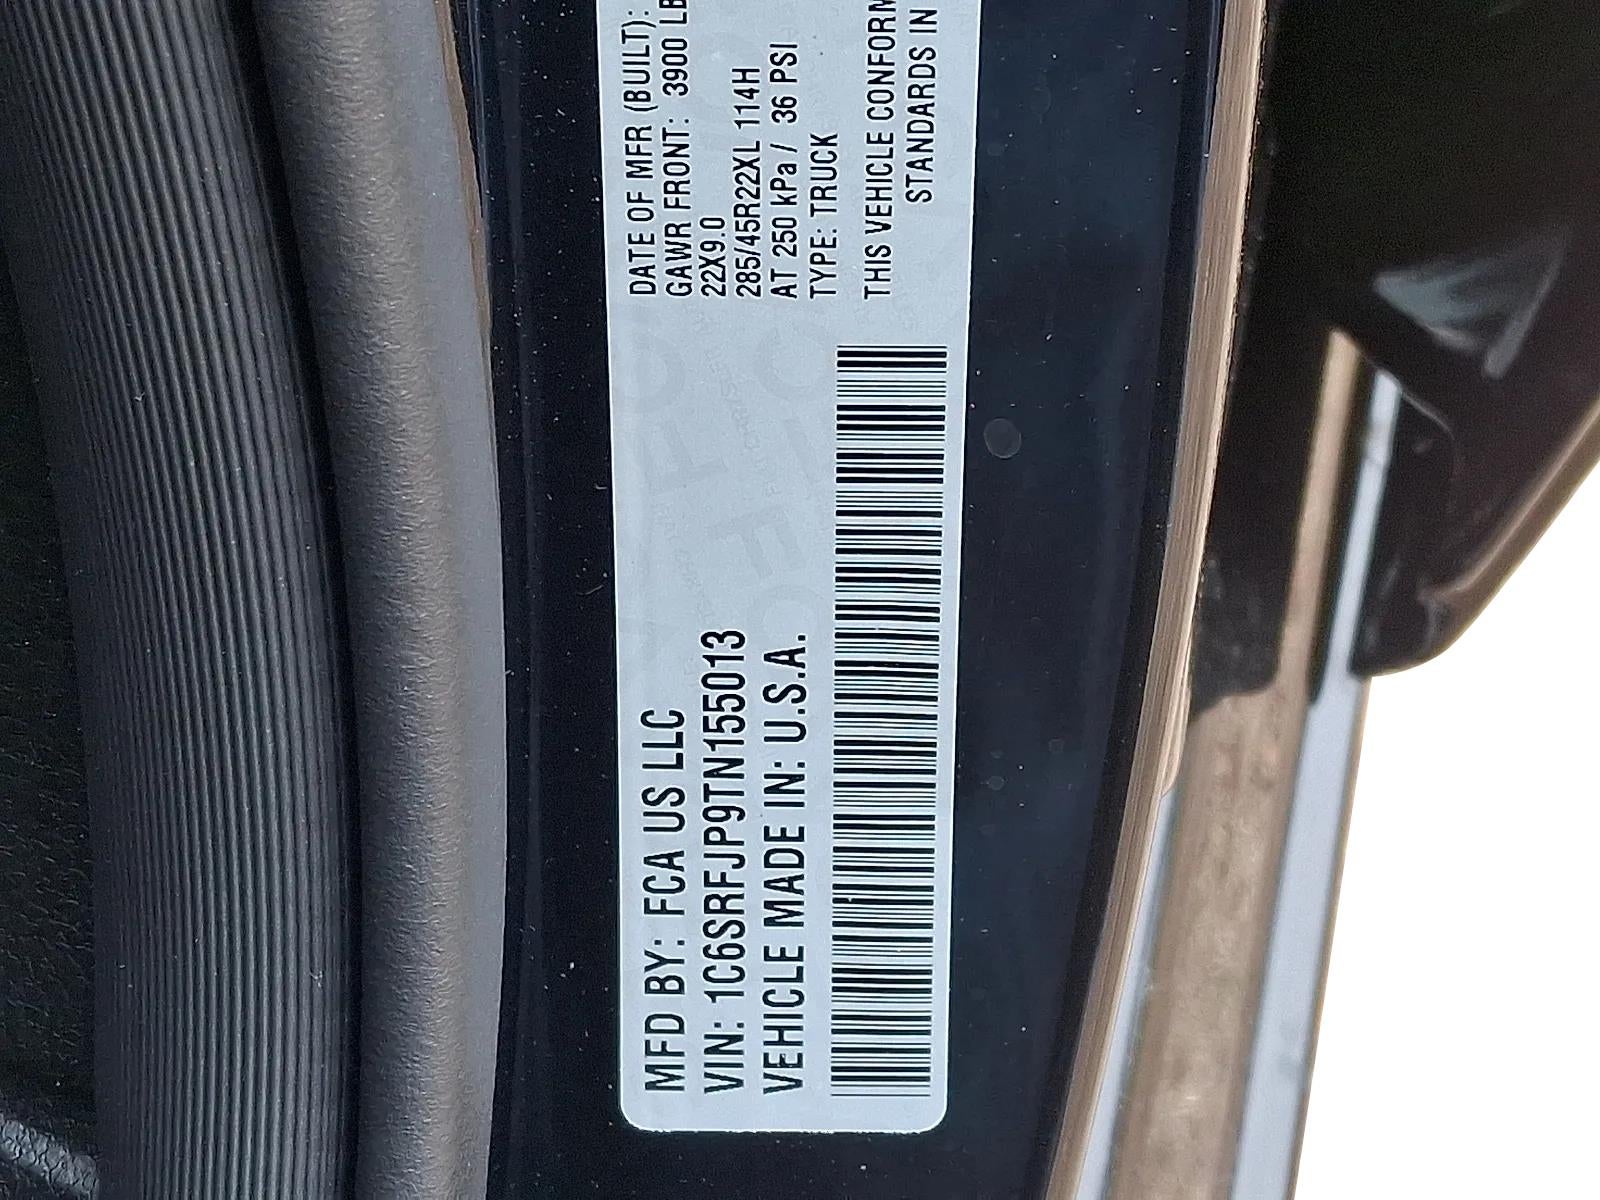 MFD BY: FCA US LLC
VIN: 1C6SRFJP9TN155013
VEHICLE MADE IN: U.S.A.
DATE OF MFR (BUILT):
GAWR FRONT: 3900 LB
22X9.0
285/45R22XL 114H
AT 250 kPa / 36 PSI
TYPE: TRUCK
THIS VEHICLE CONFORM
STANDARDS IN